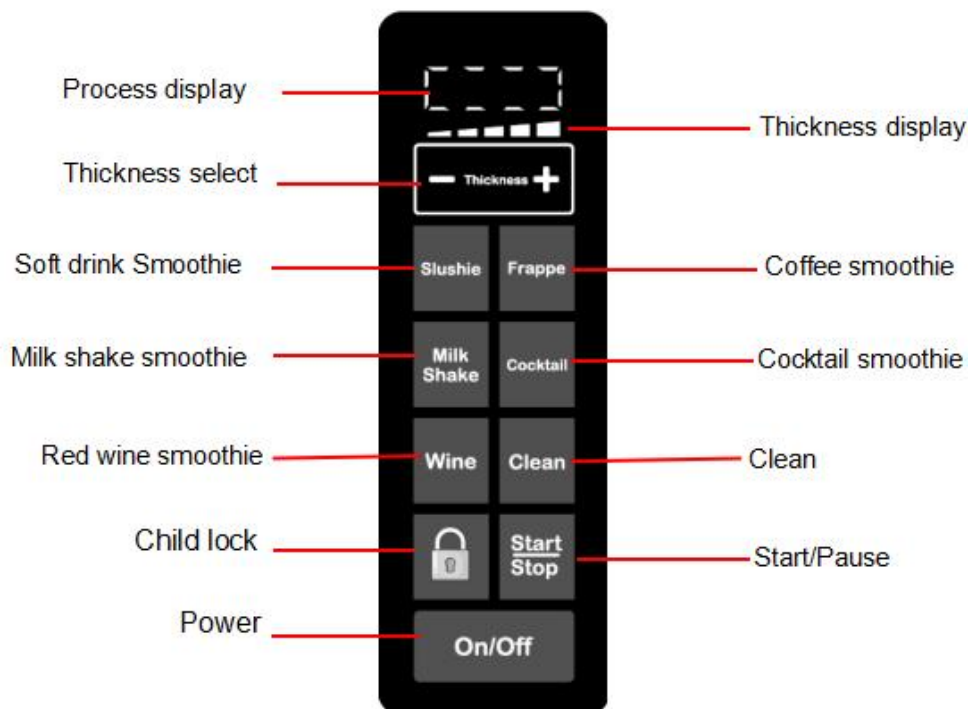 Process display
Thickness display
Thickness select
− Thickness +
Soft drink Smoothie
Slushie
Frappe
Coffee smoothie
Milk shake smoothie
Milk
Shake
Cocktail
Cocktail smoothie
Red wine smoothie
Wine
Clean
Clean
Child lock
Start
Stop
Start/Pause
Power
On/Off